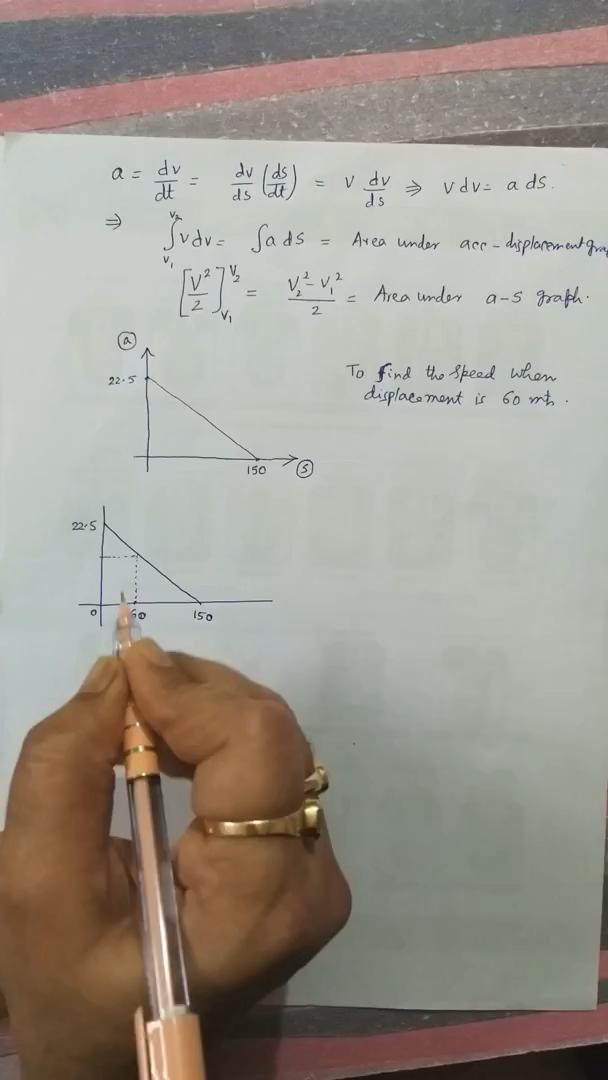 a = dv/dt = dv/ds (ds/dt) = v dv/ds ⇒ v dv = a ds.
⇒ ∫_{V₁}^{V₂} v dv = ∫ a ds = Area under acc-displacement
[V²/2]_{V₁}^{V₂} = (V₂² - V₁²)/2 = Area under a-s graph.
a
22.5
150
s
To find the speed when
displacement is 60 mts.
22.5
0
60
150